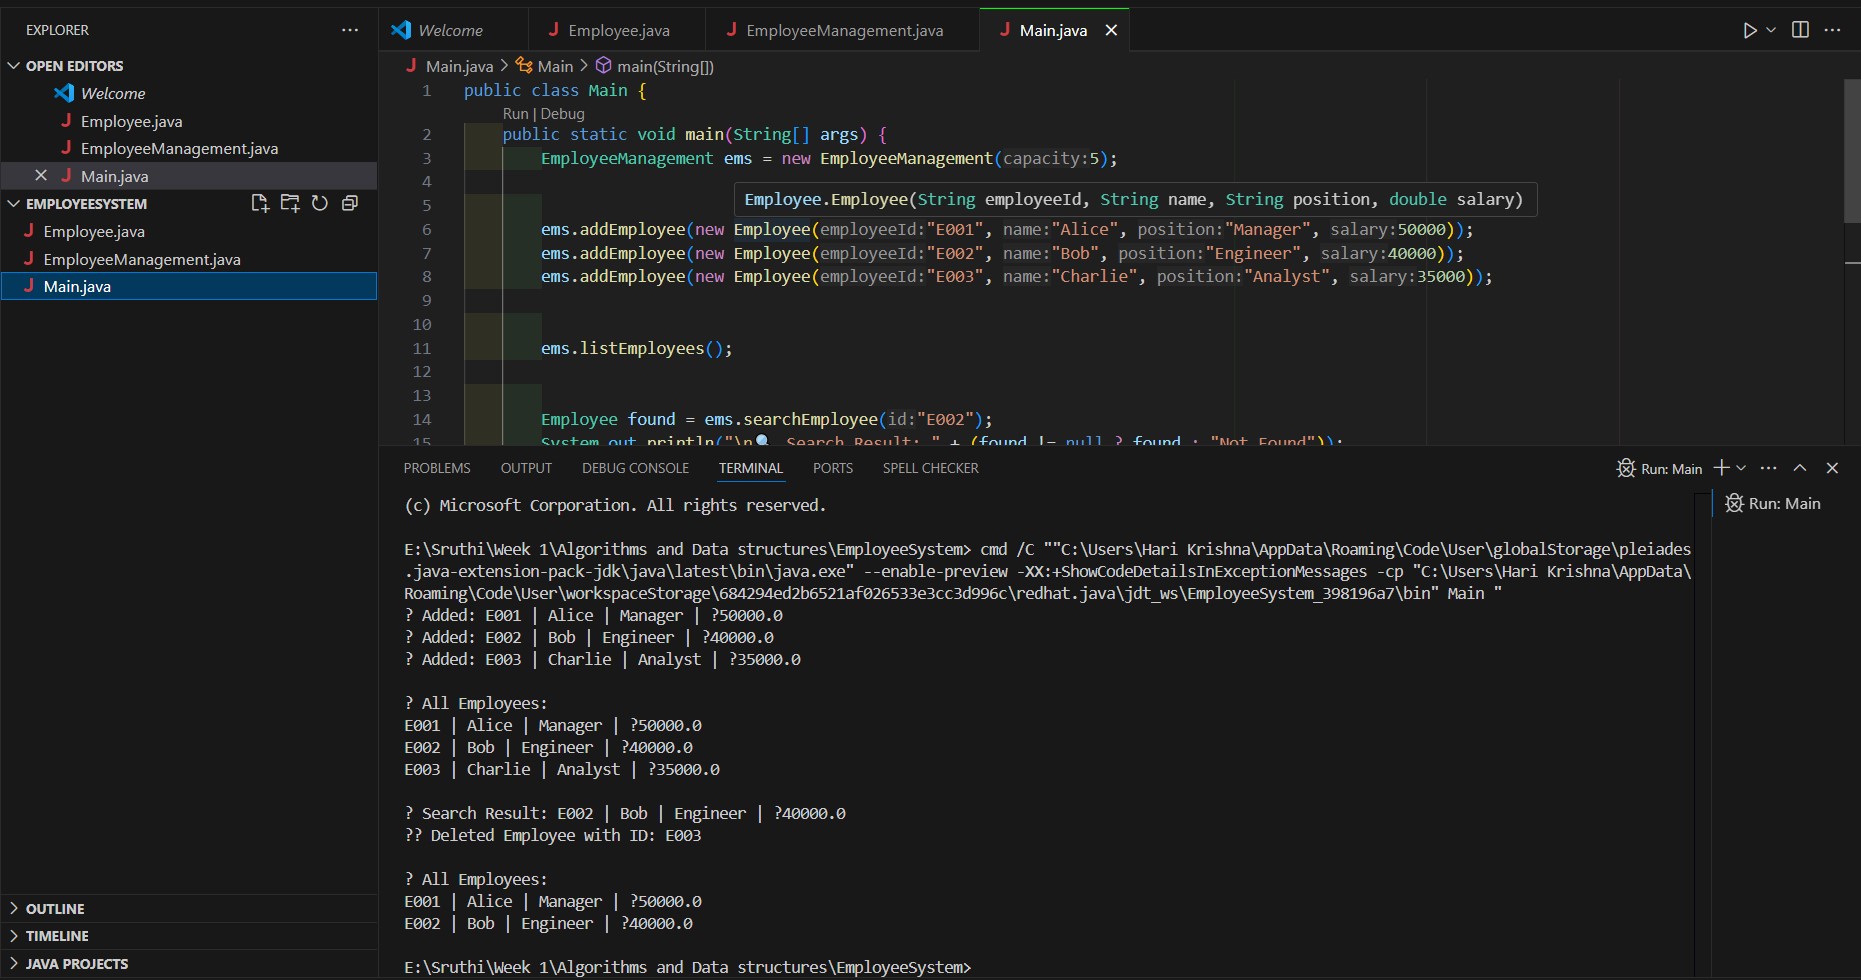 EXPLORER
OPEN EDITORS
Welcome
Employee.java
EmployeeManagement.java
Main.java
EMPLOYEESYSTEM
Employee.java
EmployeeManagement.java
Main.java
OUTLINE
TIMELINE
JAVA PROJECTS
Welcome
Employee.java
EmployeeManagement.java
Main.java
Main.java > Main > main(String[])
1 public class Main {
Run | Debug
2 public static void main(String[] args) {
3 EmployeeManagement ems = new EmployeeManagement(capacity:5);
4
Employee.Employee(String employeeId, String name, String position, double salary)
5
6 ems.addEmployee(new Employee(employeeId:"E001", name:"Alice", position:"Manager", salary:50000));
7 ems.addEmployee(new Employee(employeeId:"E002", name:"Bob", position:"Engineer", salary:40000));
8 ems.addEmployee(new Employee(employeeId:"E003", name:"Charlie", position:"Analyst", salary:35000));
9
10
11 ems.listEmployees();
12
13
14 Employee found = ems.searchEmployee(id:"E002");
15 System.out.println("\n🔍 Search Result: " + (found != null ? found : "Not Found"));
PROBLEMS OUTPUT DEBUG CONSOLE TERMINAL PORTS SPELL CHECKER
Run: Main
Run: Main
(c) Microsoft Corporation. All rights reserved.
E:\Sruthi\Week 1\Algorithms and Data structures\EmployeeSystem> cmd /C ""C:\Users\Hari Krishna\AppData\Roaming\Code\User\globalStorage\pleiades
.java-extension-pack-jdk\java\latest\bin\java.exe" --enable-preview -XX:+ShowCodeDetailsInExceptionMessages -cp "C:\Users\Hari Krishna\AppData\
Roaming\Code\User\workspaceStorage\684294ed2b6521af026533e3cc3d996c\redhat.java\jdt_ws\EmployeeSystem_398196a7\bin" Main "
? Added: E001 | Alice | Manager | ?50000.0
? Added: E002 | Bob | Engineer | ?40000.0
? Added: E003 | Charlie | Analyst | ?35000.0
? All Employees:
E001 | Alice | Manager | ?50000.0
E002 | Bob | Engineer | ?40000.0
E003 | Charlie | Analyst | ?35000.0
? Search Result: E002 | Bob | Engineer | ?40000.0
?? Deleted Employee with ID: E003
? All Employees:
E001 | Alice | Manager | ?50000.0
E002 | Bob | Engineer | ?40000.0
E:\Sruthi\Week 1\Algorithms and Data structures\EmployeeSystem>